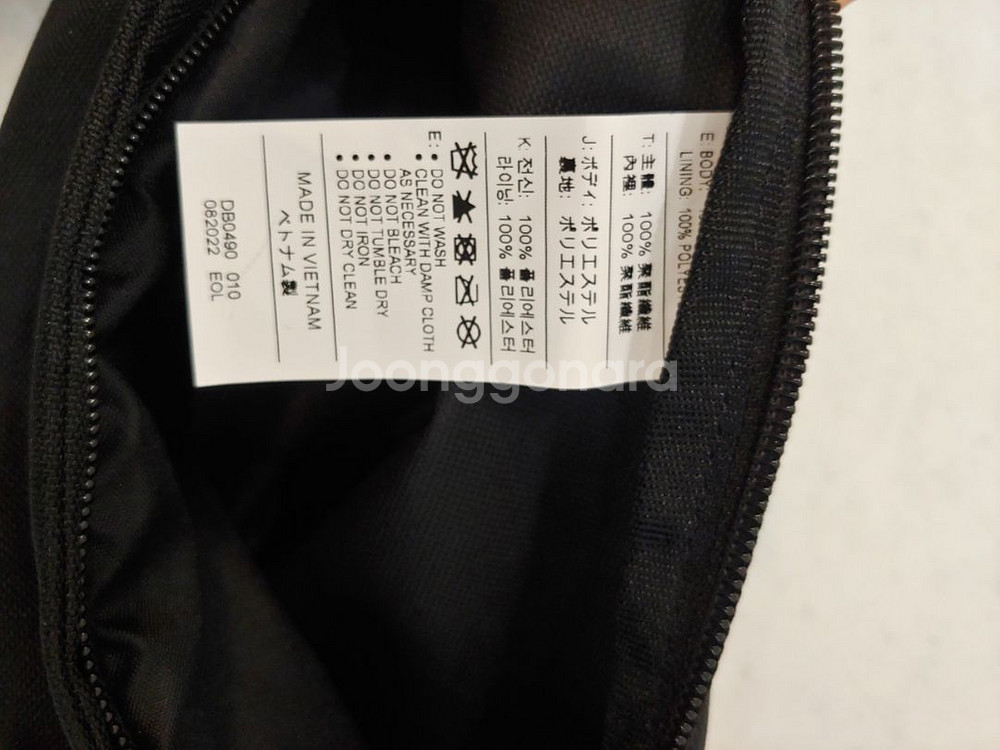 E: BODY:
LINING: 100% POLYES
T: 主體: 100% 聚酯纖維
內裡: 100% 聚酯纖維
J: ボディ: ポリエステル
裏地: ポリエステル
K: 전신: 100% 폴리에스터
라이닝: 100% 폴리에스터
E: • DO NOT WASH
• CLEAN WITH DAMP CLOTH
AS NECESSARY
• DO NOT BLEACH
• DO NOT TUMBLE DRY
• DO NOT IRON
• DO NOT DRY CLEAN
MADE IN VIETNAM
ベトナム製
DB0490 010
082022 EOL
Joonggonara